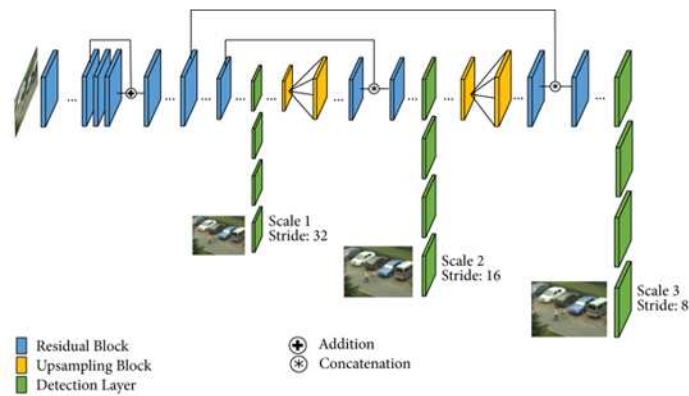 Scale 1
Stride: 32
Scale 2
Stride: 16
Scale 3
Stride: 8
Residual Block
Upsampling Block
Detection Layer
Addition
Concatenation